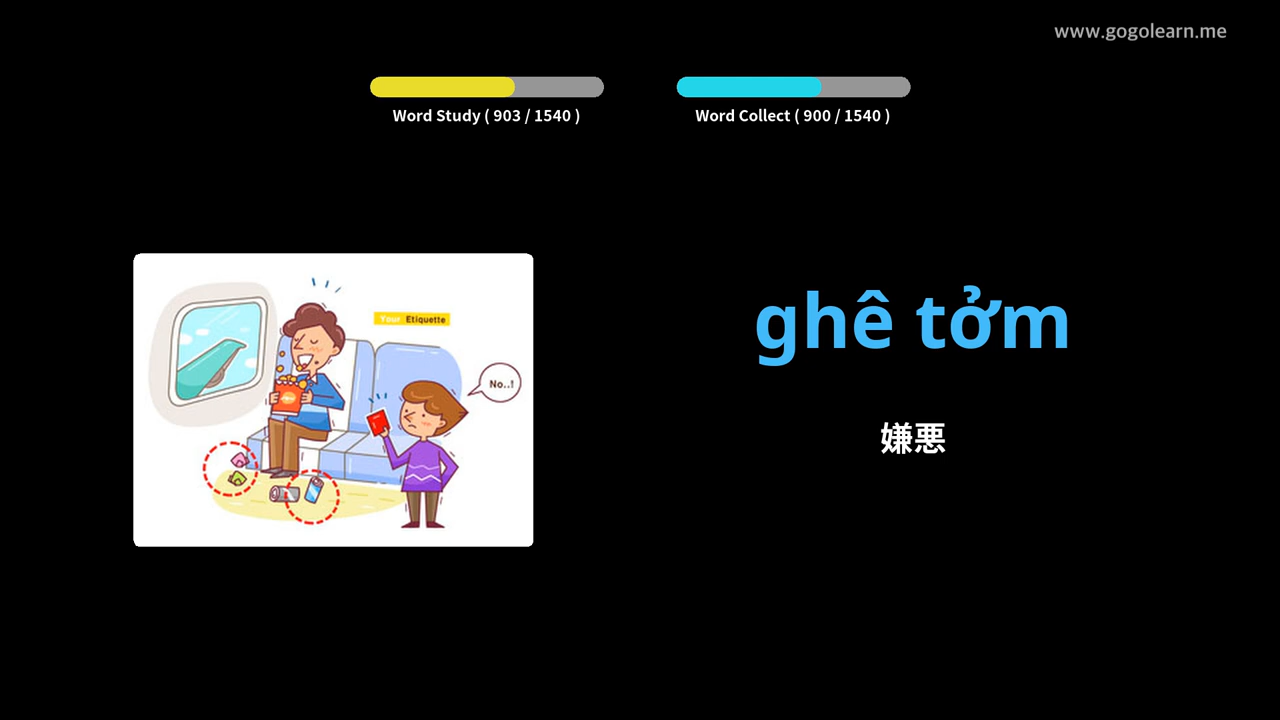 www.gogolearn.me
Word Study ( 903 / 1540 )
Word Collect ( 900 / 1540 )
Your Etiquette
No..!
ghê tởm
嫌悪